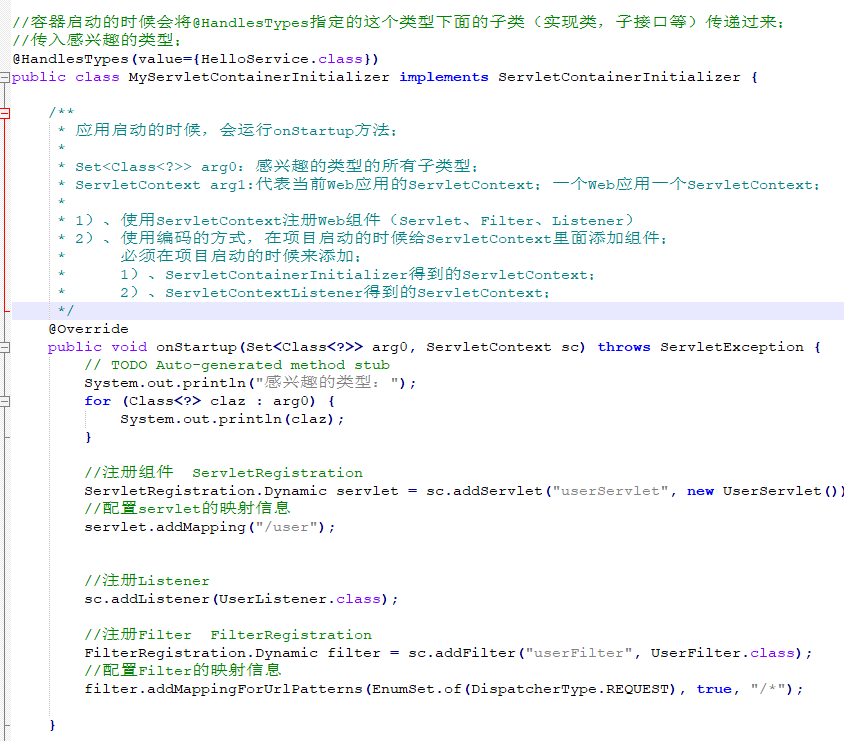 //容器启动的时候会将@HandlesTypes指定的这个类型下面的子类（实现类，子接口等）传递过来；
//传入感兴趣的类型；
@HandlesTypes(value={HelloService.class})
public class MyServletContainerInitializer implements ServletContainerInitializer {
/**
* 应用启动的时候，会运行onStartup方法；
*
* Set<Class<?>> arg0：感兴趣的类型的所有子类型；
* ServletContext arg1:代表当前Web应用的ServletContext；一个Web应用一个ServletContext；
*
* 1）、使用ServletContext注册Web组件（Servlet、Filter、Listener）
* 2）、使用编码的方式，在项目启动的时候给ServletContext里面添加组件；
* 必须在项目启动的时候来添加；
* 1）、ServletContainerInitializer得到的ServletContext；
* 2）、ServletContextListener得到的ServletContext；
*/
@Override
public void onStartup(Set<Class<?>> arg0, ServletContext sc) throws ServletException {
// TODO Auto-generated method stub
System.out.println("感兴趣的类型：");
for (Class<?> claz : arg0) {
System.out.println(claz);
}
//注册组件  ServletRegistration
ServletRegistration.Dynamic servlet = sc.addServlet("userServlet", new UserServlet())
//配置servlet的映射信息
servlet.addMapping("/user");
//注册Listener
sc.addListener(UserListener.class);
//注册Filter  FilterRegistration
FilterRegistration.Dynamic filter = sc.addFilter("userFilter", UserFilter.class);
//配置Filter的映射信息
filter.addMappingForUrlPatterns(EnumSet.of(DispatcherType.REQUEST), true, "/*");
}